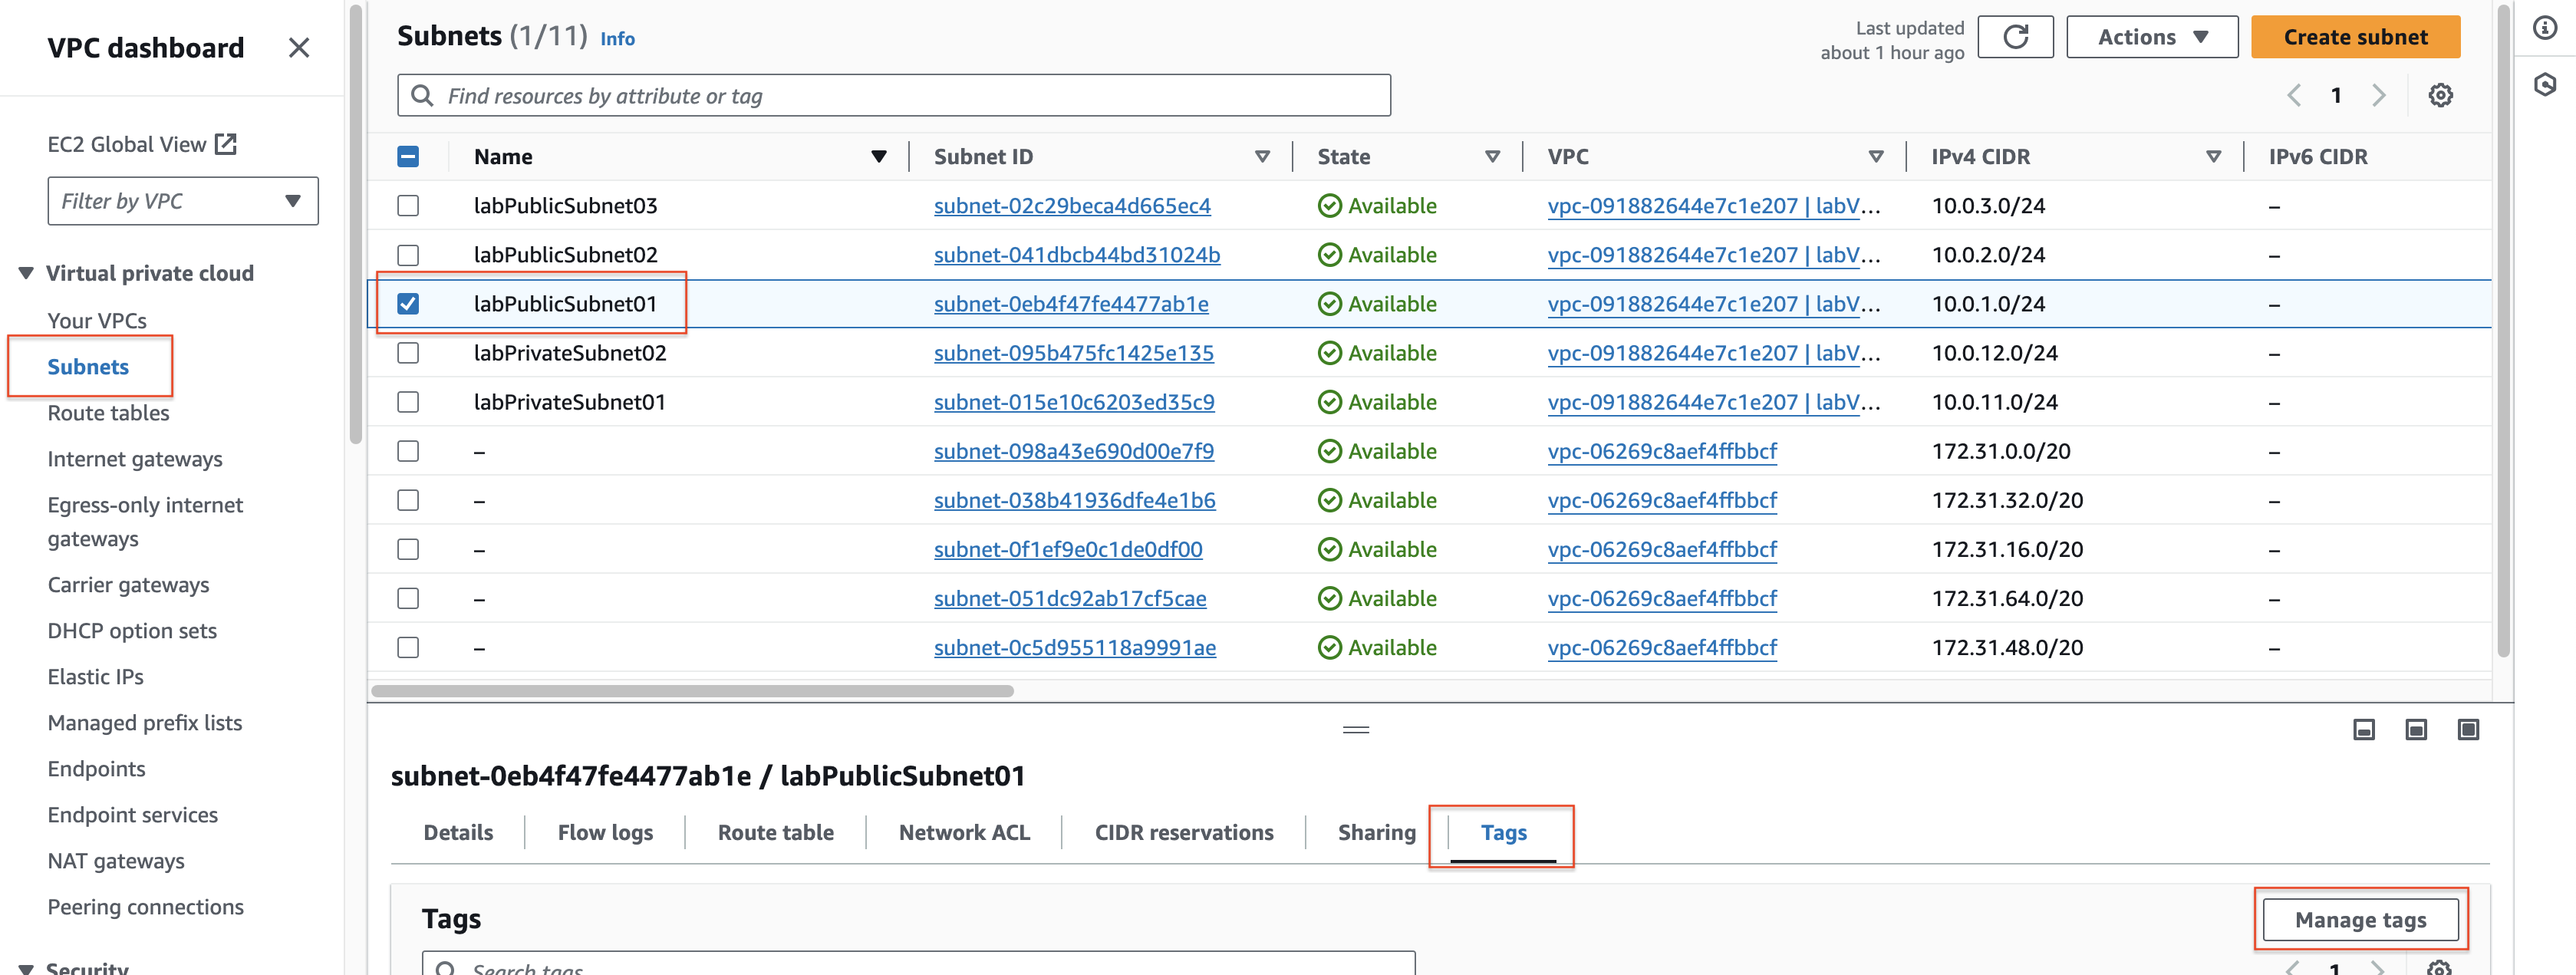 VPC dashboard
EC2 Global View
Filter by VPC
Virtual private cloud
Your VPCs
Subnets
Route tables
Internet gateways
Egress-only internet
gateways
Carrier gateways
DHCP option sets
Elastic IPs
Managed prefix lists
Endpoints
Endpoint services
NAT gateways
Peering connections
Security
Subnets (1/11) Info
Last updated
about 1 hour ago
Actions
Create subnet
Find resources by attribute or tag
1
Name Subnet ID State VPC IPv4 CIDR IPv6 CIDR
labPublicSubnet03 subnet-02c29beca4d665ec4 Available vpc-091882644e7c1e207 | labV... 10.0.3.0/24 –
labPublicSubnet02 subnet-041dbcb44bd31024b Available vpc-091882644e7c1e207 | labV... 10.0.2.0/24 –
labPublicSubnet01 subnet-0eb4f47fe4477ab1e Available vpc-091882644e7c1e207 | labV... 10.0.1.0/24 –
labPrivateSubnet02 subnet-095b475fc1425e135 Available vpc-091882644e7c1e207 | labV... 10.0.12.0/24 –
labPrivateSubnet01 subnet-015e10c6203ed35c9 Available vpc-091882644e7c1e207 | labV... 10.0.11.0/24 –
– subnet-098a43e690d00e7f9 Available vpc-06269c8aef4ffbbcf 172.31.0.0/20 –
– subnet-038b41936dfe4e1b6 Available vpc-06269c8aef4ffbbcf 172.31.32.0/20 –
– subnet-0f1ef9e0c1de0df00 Available vpc-06269c8aef4ffbbcf 172.31.16.0/20 –
– subnet-051dc92ab17cf5cae Available vpc-06269c8aef4ffbbcf 172.31.64.0/20 –
– subnet-0c5d955118a9991ae Available vpc-06269c8aef4ffbbcf 172.31.48.0/20 –
subnet-0eb4f47fe4477ab1e / labPublicSubnet01
Details Flow logs Route table Network ACL CIDR reservations Sharing Tags
Tags
Manage tags
Search tags
1